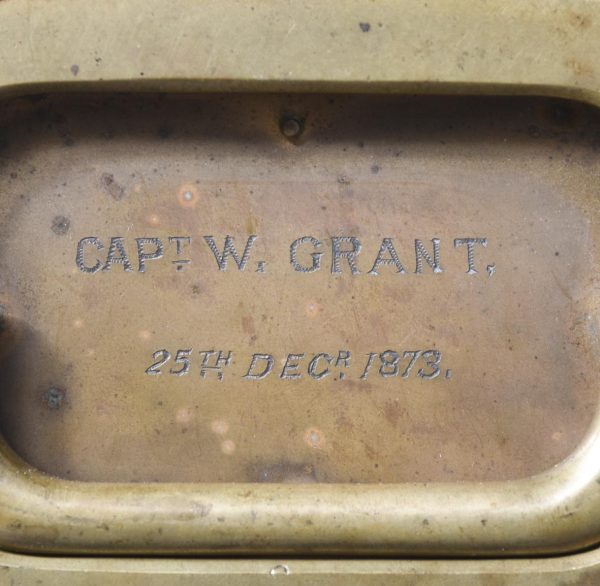 CAPT. W. GRANT,
25TH. DECR. 1873.